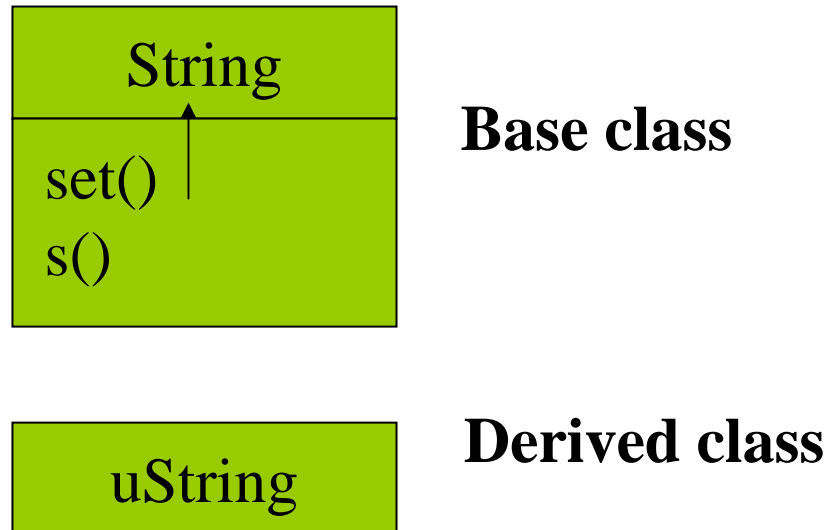 String
Base class
set()
s()
Derived class
uString